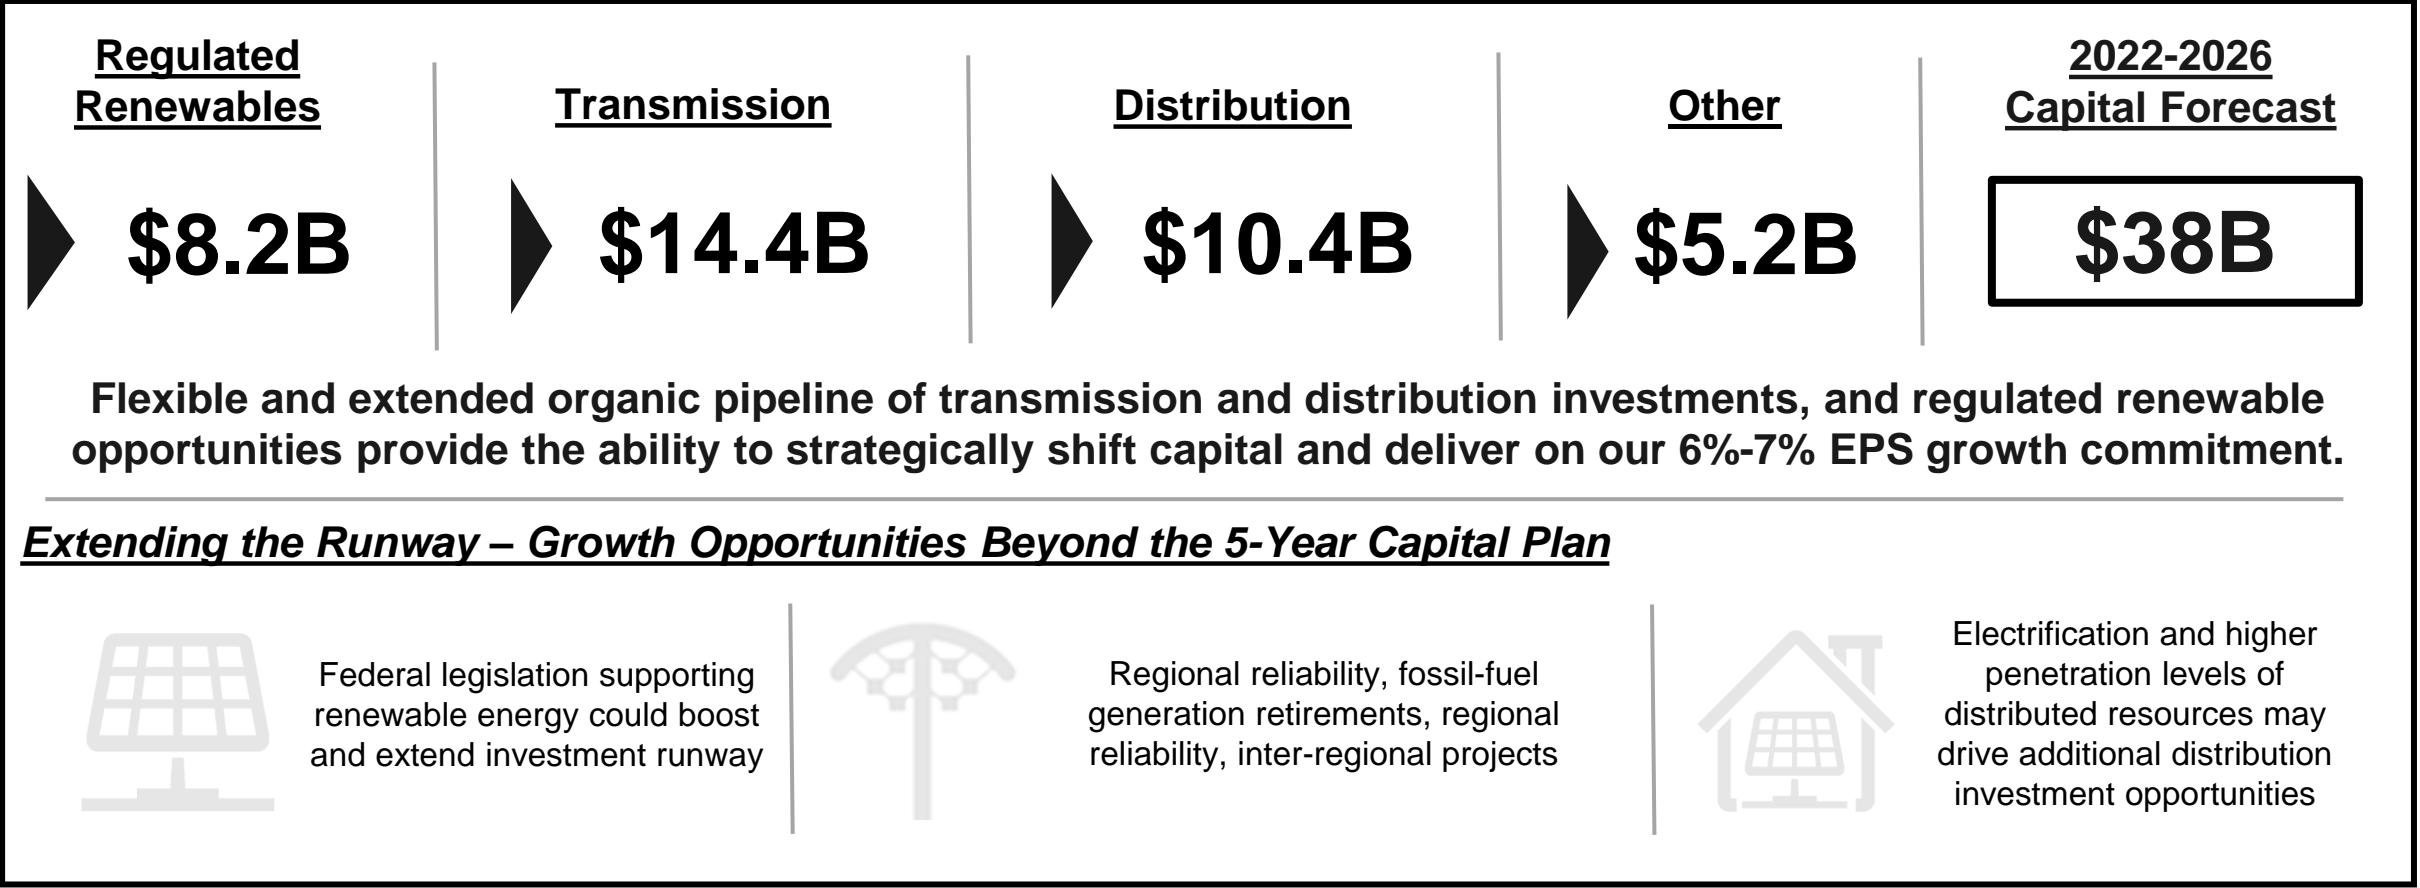 Regulated
Renewables
Transmission
Distribution
Other
2022-2026
Capital Forecast
$8.2B
$14.4B
$10.4B
$5.2B
$38B
Flexible and extended organic pipeline of transmission and distribution investments, and regulated renewable
opportunities provide the ability to strategically shift capital and deliver on our 6%-7% EPS growth commitment.
Extending the Runway – Growth Opportunities Beyond the 5-Year Capital Plan
Federal legislation supporting
renewable energy could boost
and extend investment runway
Regional reliability, fossil-fuel
generation retirements, regional
reliability, inter-regional projects
Electrification and higher
penetration levels of
distributed resources may
drive additional distribution
investment opportunities